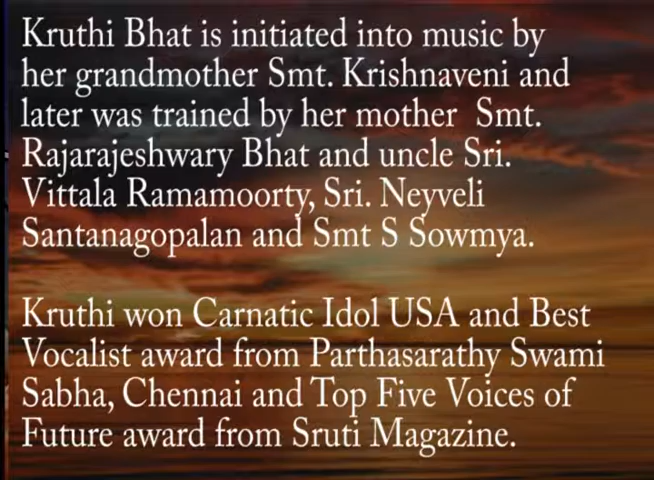 Kruthi Bhat is initiated into music by
her grandmother Smt. Krishnaveni and
later was trained by her mother Smt.
Rajarajeshwary Bhat and uncle Sri.
Vittala Ramamoorty, Sri. Neyveli
Santanagopalan and Smt S Sowmya.
Kruthi won Carnatic Idol USA and Best
Vocalist award from Parthasarathy Swami
Sabha, Chennai and Top Five Voices of
Future award from Sruti Magazine.